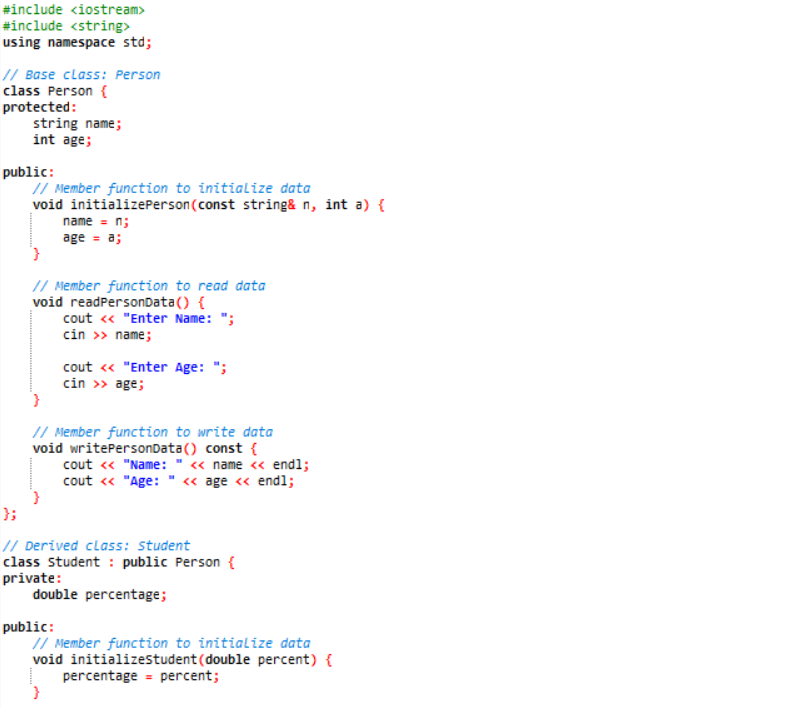 #include <iostream>
#include <string>
using namespace std;

// Base class: Person
class Person {
protected:
    string name;
    int age;

public:
    // Member function to initialize data
    void initializePerson(const string& n, int a) {
        name = n;
        age = a;
    }

    // Member function to read data
    void readPersonData() {
        cout << "Enter Name: ";
        cin >> name;

        cout << "Enter Age: ";
        cin >> age;
    }

    // Member function to write data
    void writePersonData() const {
        cout << "Name: " << name << endl;
        cout << "Age: " << age << endl;
    }
};

// Derived class: Student
class Student : public Person {
private:
    double percentage;

public:
    // Member function to initialize data
    void initializeStudent(double percent) {
        percentage = percent;
    }